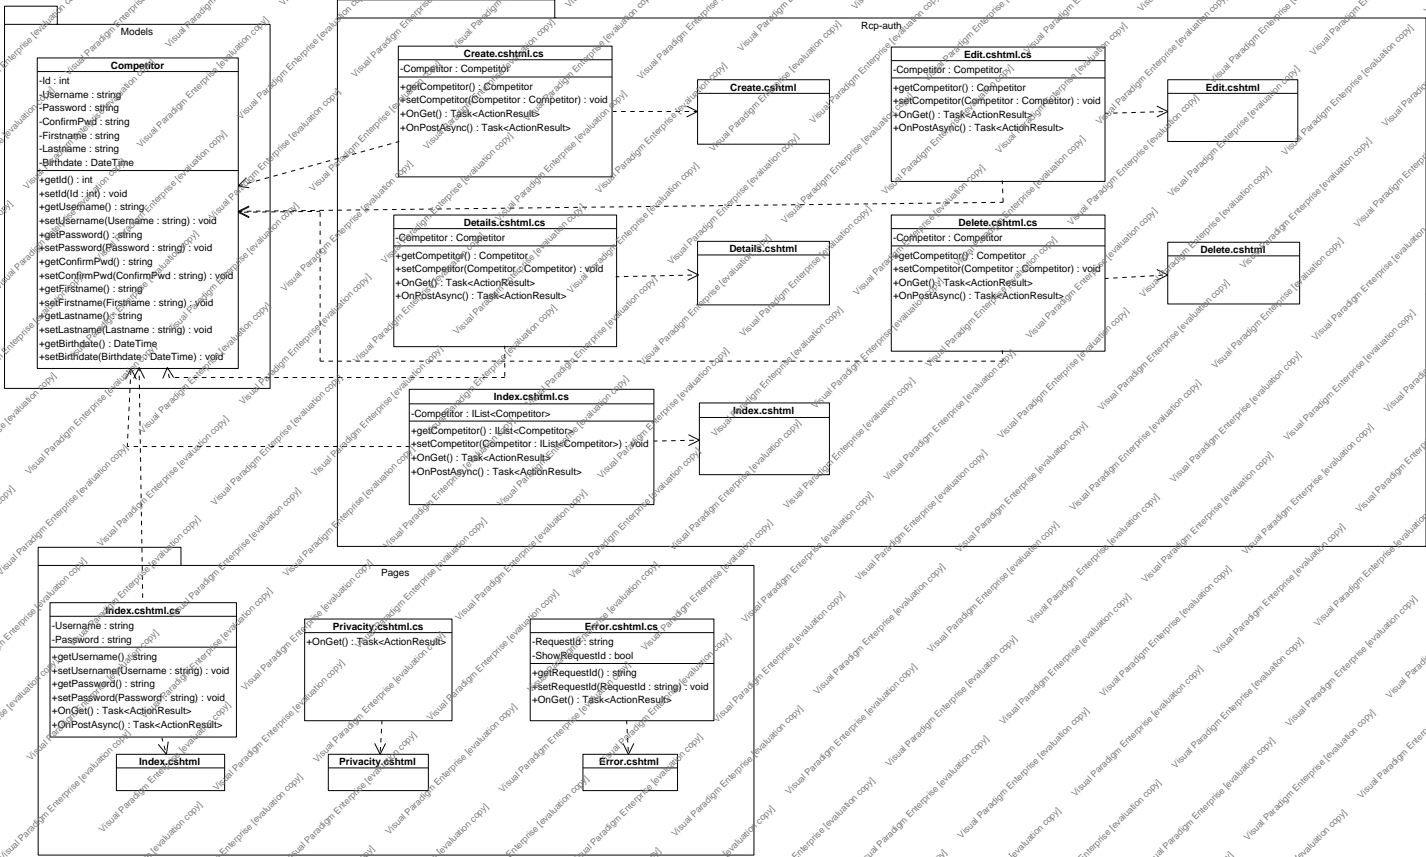 Models
Competitor
-Id : int
-Username : string
-Password : string
-ConfirmPwd : string
-Firstname : string
-Lastname : string
-Birthdate : DateTime
+getId() : int
+setId(Id : int) : void
+getUsername() : string
+setUsername(Username : string) : void
+getPassword() : string
+setPassword(Password : string) : void
+getConfirmPwd() : string
+setConfirmPwd(ConfirmPwd : string) : void
+getFirstname() : string
+setFirstname(Firstname : string) : void
+getLastname() : string
+setLastname(Lastname : string) : void
+getBirthdate() : DateTime
+setBirthdate(Birthdate : DateTime) : void
Rcp-auth
Create.cshtml.cs
-Competitor : Competitor
+getCompetitor() : Competitor
+setCompetitor(Competitor : Competitor) : void
+OnGet() : Task<ActionResult>
+OnPostAsync() : Task<ActionResult>
Create.cshtml
Edit.cshtml.cs
-Competitor : Competitor
+getCompetitor() : Competitor
+setCompetitor(Competitor : Competitor) : void
+OnGet() : Task<ActionResult>
+OnPostAsync() : Task<ActionResult>
Edit.cshtml
Details.cshtml.cs
-Competitor : Competitor
+getCompetitor() : Competitor
+setCompetitor(Competitor : Competitor) : void
+OnGet() : Task<ActionResult>
+OnPostAsync() : Task<ActionResult>
Details.cshtml
Delete.cshtml.cs
-Competitor : Competitor
+getCompetitor() : Competitor
+setCompetitor(Competitor : Competitor) : void
+OnGet() : Task<ActionResult>
+OnPostAsync() : Task<ActionResult>
Delete.cshtml
Index.cshtml.cs
-Competitor : IList<Competitor>
+getCompetitor() : IList<Competitor>
+setCompetitor(Competitor : IList<Competitor>) : void
+OnGet() : Task<ActionResult>
+OnPostAsync() : Task<ActionResult>
Index.cshtml
Pages
Index.cshtml.cs
-Username : string
-Password : string
+getUsername() : string
+setUsername(Username : string) : void
+getPassword() : string
+setPassword(Password : string) : void
+OnGet() : Task<ActionResult>
+OnPostAsync() : Task<ActionResult>
Index.cshtml
Privacity.cshtml.cs
+OnGet() : Task<ActionResult>
Privacity.cshtml
Error.cshtml.cs
-RequestId : string
-ShowRequestId : bool
+getRequestId() : string
+setRequestId(RequestId : string) : void
+OnGet() : Task<ActionResult>
Error.cshtml
Visual Paradigm Enterprise [evaluation copy]